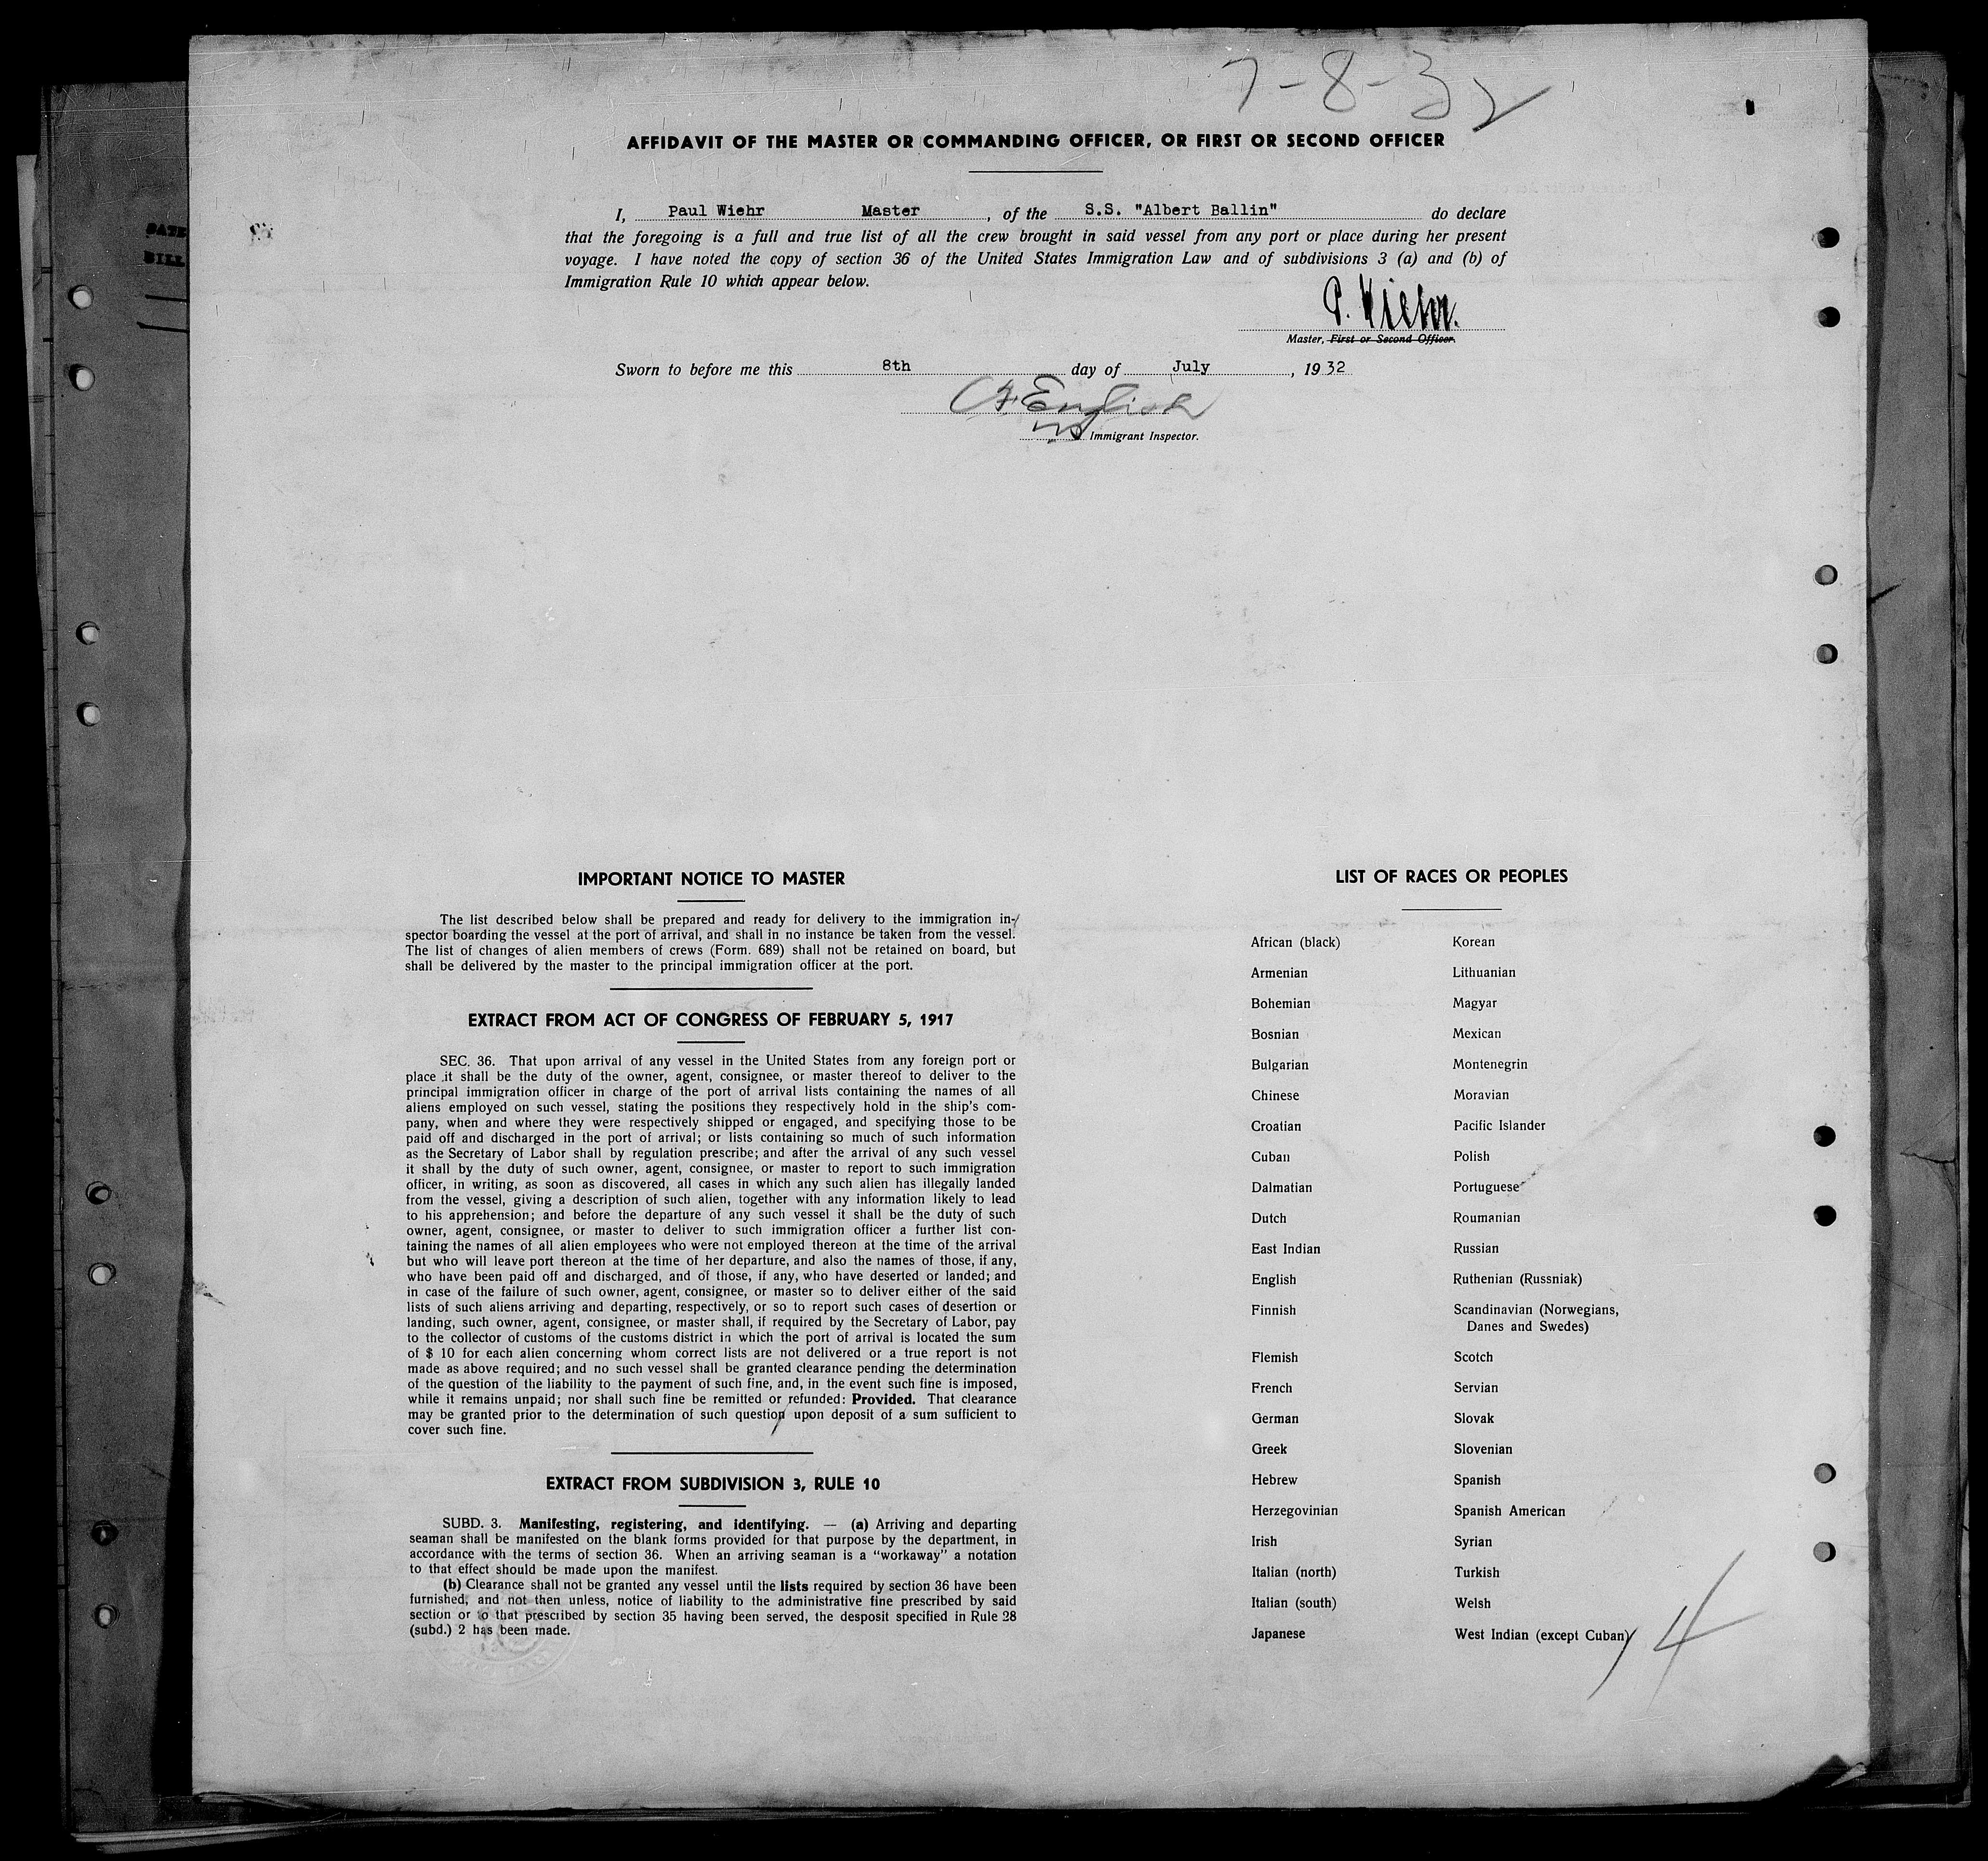 7-8-32
AFFIDAVIT OF THE MASTER OR COMMANDING OFFICER, OR FIRST OR SECOND OFFICER
I, Paul Wiehr Master, of the S.S. "Albert Ballin" do declare
that the foregoing is a full and true list of all the crew brought in said vessel from any port or place during her present
voyage. I have noted the copy of section 36 of the United States Immigration Law and of subdivisions 3 (a) and (b) of
Immigration Rule 10 which appear below.
P. Wiehr.
Master, First or Second Officer.
Sworn to before me this 8th day of July, 1932
English
Immigrant Inspector.
DATE
BILL
IMPORTANT NOTICE TO MASTER
The list described below shall be prepared and ready for delivery to the immigration in-
spector boarding the vessel at the port of arrival, and shall in no instance be taken from the vessel.
The list of changes of alien members of crews (Form. 689) shall not be retained on board, but
shall be delivered by the master to the principal immigration officer at the port.
EXTRACT FROM ACT OF CONGRESS OF FEBRUARY 5, 1917
SEC. 36. That upon arrival of any vessel in the United States from any foreign port or
place it shall be the duty of the owner, agent, consignee, or master thereof to deliver to the
principal immigration officer in charge of the port of arrival lists containing the names of all
aliens employed on such vessel, stating the positions they respectively hold in the ship's com-
pany, when and where they were respectively shipped or engaged, and specifying those to be
paid off and discharged in the port of arrival; or lists containing so much of such information
as the Secretary of Labor shall by regulation prescribe; and after the arrival of any such vessel
it shall by the duty of such owner, agent, consignee, or master to report to such immigration
officer, in writing, as soon as discovered, all cases in which any such alien has illegally landed
from the vessel, giving a description of such alien, together with any information likely to lead
to his apprehension; and before the departure of any such vessel it shall be the duty of such
owner, agent, consignee, or master to deliver to such immigration officer a further list con-
taining the names of all alien employees who were not employed thereon at the time of the arrival
but who will leave port thereon at the time of her departure, and also the names of those, if any,
who have been paid off and discharged, and of those, if any, who have deserted or landed; and
in case of the failure of such owner, agent, consignee, or master so to deliver either of the said
lists of such aliens arriving and departing, respectively, or so to report such cases of desertion or
landing, such owner, agent, consignee, or master shall, if required by the Secretary of Labor, pay
to the collector of customs of the customs district in which the port of arrival is located the sum
of $ 10 for each alien concerning whom correct lists are not delivered or a true report is not
made as above required; and no such vessel shall be granted clearance pending the determination
of the question of the liability to the payment of such fine, and, in the event such fine is imposed,
while it remains unpaid; nor shall such fine be remitted or refunded: Provided. That clearance
may be granted prior to the determination of such question upon deposit of a sum sufficient to
cover such fine.
EXTRACT FROM SUBDIVISION 3, RULE 10
SUBD. 3. Manifesting, registering, and identifying. — (a) Arriving and departing
seaman shall be manifested on the blank forms provided for that purpose by the department, in
accordance with the terms of section 36. When an arriving seaman is a "workaway" a notation
to that effect should be made upon the manifest.
(b) Clearance shall not be granted any vessel until the lists required by section 36 have been
furnished, and not then unless, notice of liability to the administrative fine prescribed by said
section or to that prescribed by section 35 having been served, the desposit specified in Rule 28
(subd.) 2 has been made.
LIST OF RACES OR PEOPLES
African (black) Korean
Armenian Lithuanian
Bohemian Magyar
Bosnian Mexican
Bulgarian Montenegrin
Chinese Moravian
Croatian Pacific Islander
Cuban Polish
Dalmatian Portuguese
Dutch Roumanian
East Indian Russian
English Ruthenian (Russniak)
Finnish Scandinavian (Norwegians,
Danes and Swedes)
Flemish Scotch
French Servian
German Slovak
Greek Slovenian
Hebrew Spanish
Herzegovinian Spanish American
Irish Syrian
Italian (north) Turkish
Italian (south) Welsh
Japanese West Indian (except Cuban)
14